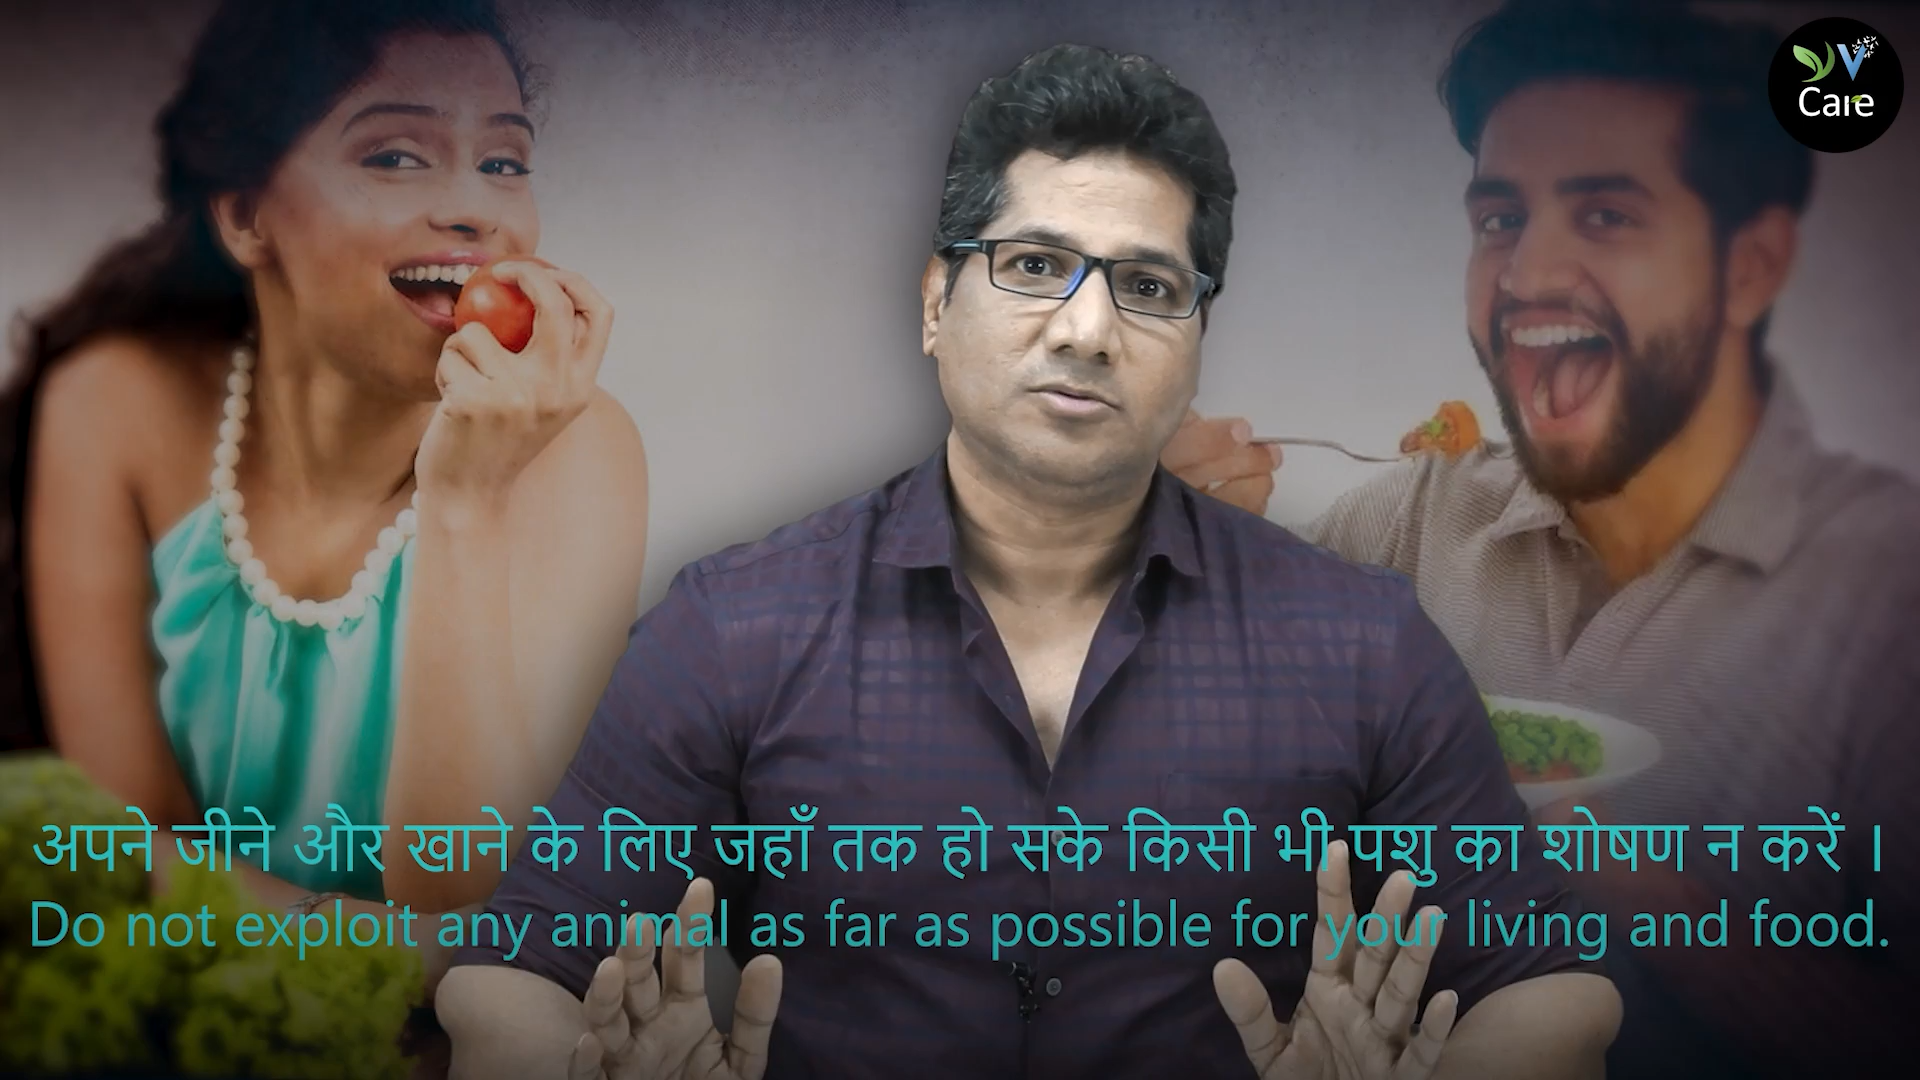 V
Care
अपने जीने और खाने के लिए जहाँ तक हो सके किसी भी पशु का शोषण न करें ।
Do not exploit any animal as far as possible for your living and food.